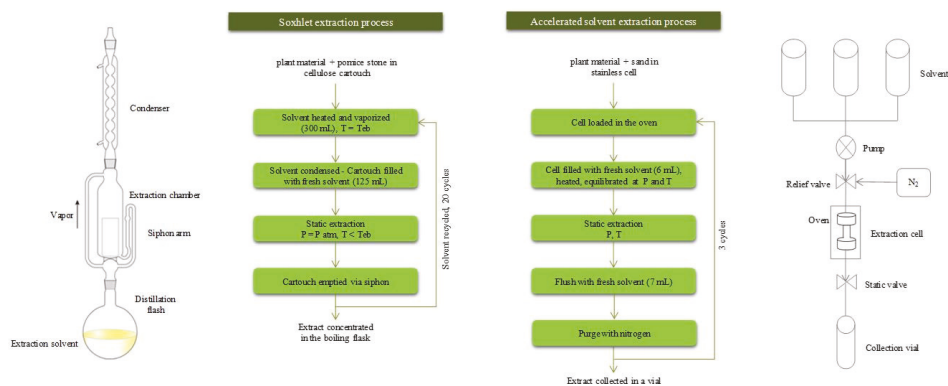 Soxhlet extraction process
plant material + pomice stone in
cellulose cartouch
Solvent heated and vaporized
(300 mL), T = Teb
Solvent condensed - Cartouch filled
with fresh solvent (125 mL)
Static extraction
P = P atm, T < Teb
Cartouch emptied via siphon
Extract concentrated
in the boiling flask
Solvent recycled, 20 cycles
Condenser
Extraction chamber
Vapor
Siphon arm
Distillation
flash
Extraction solvent
Accelerated solvent extraction process
plant material + sand in
stainless cell
Cell loaded in the oven
Cell filled with fresh solvent (6 mL),
heated, equilibrated at P and T
Static extraction
P, T
Flush with fresh solvent (7 mL)
Purge with nitrogen
Extract collected in a vial
3 cycles
Solvent
Pump
Relief valve
N2
Oven
Extraction cell
Static valve
Collection vial